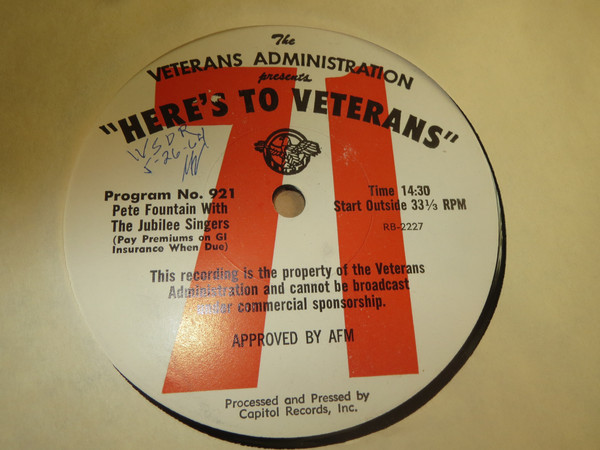 The
VETERANS ADMINISTRATION
presents
"HERE'S TO VETERANS"
WSDR
5-26-64
71
Program No. 921
Pete Fountain With
The Jubilee Singers
(Pay Premiums on GI
Insurance When Due)
Time 14:30
Start Outside 33⅓ RPM
RB-2227
This recording is the property of the Veterans
Administration and cannot be broadcast
under commercial sponsorship.
APPROVED BY AFM
Processed and Pressed by
Capitol Records, Inc.